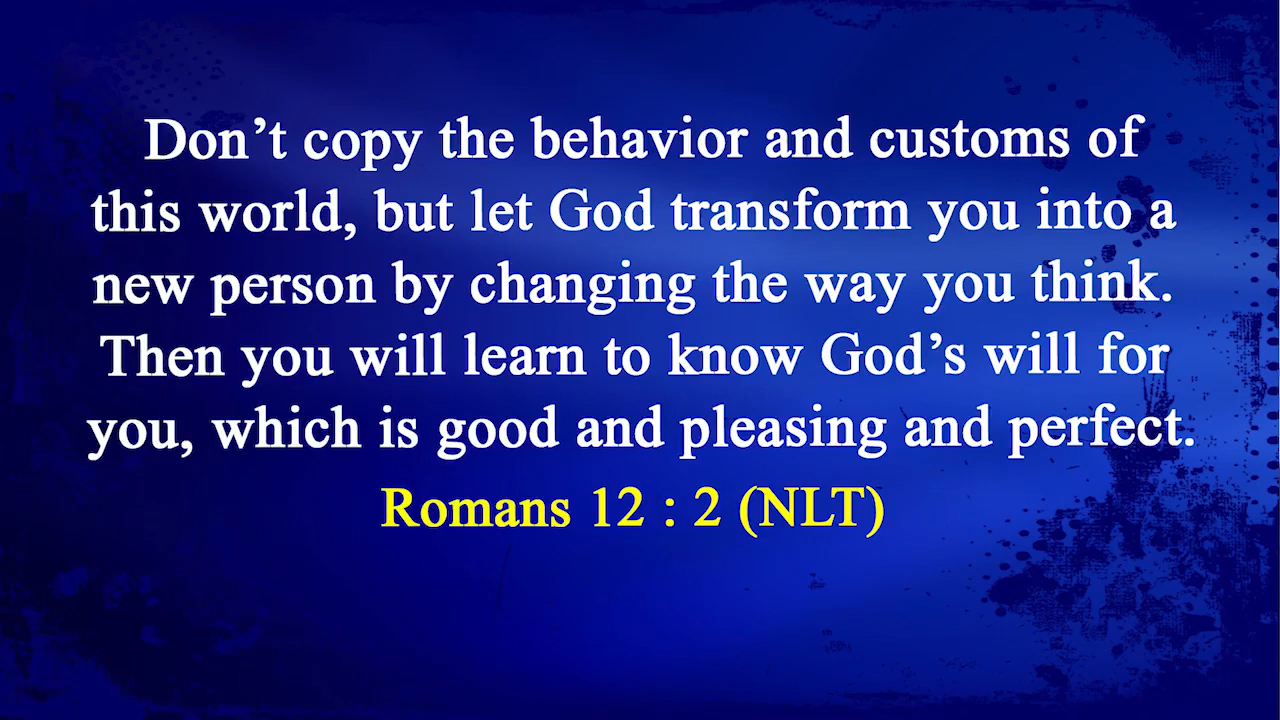 Don’t copy the behavior and customs of
this world, but let God transform you into a
new person by changing the way you think.
Then you will learn to know God’s will for
you, which is good and pleasing and perfect.
Romans 12 : 2 (NLT)